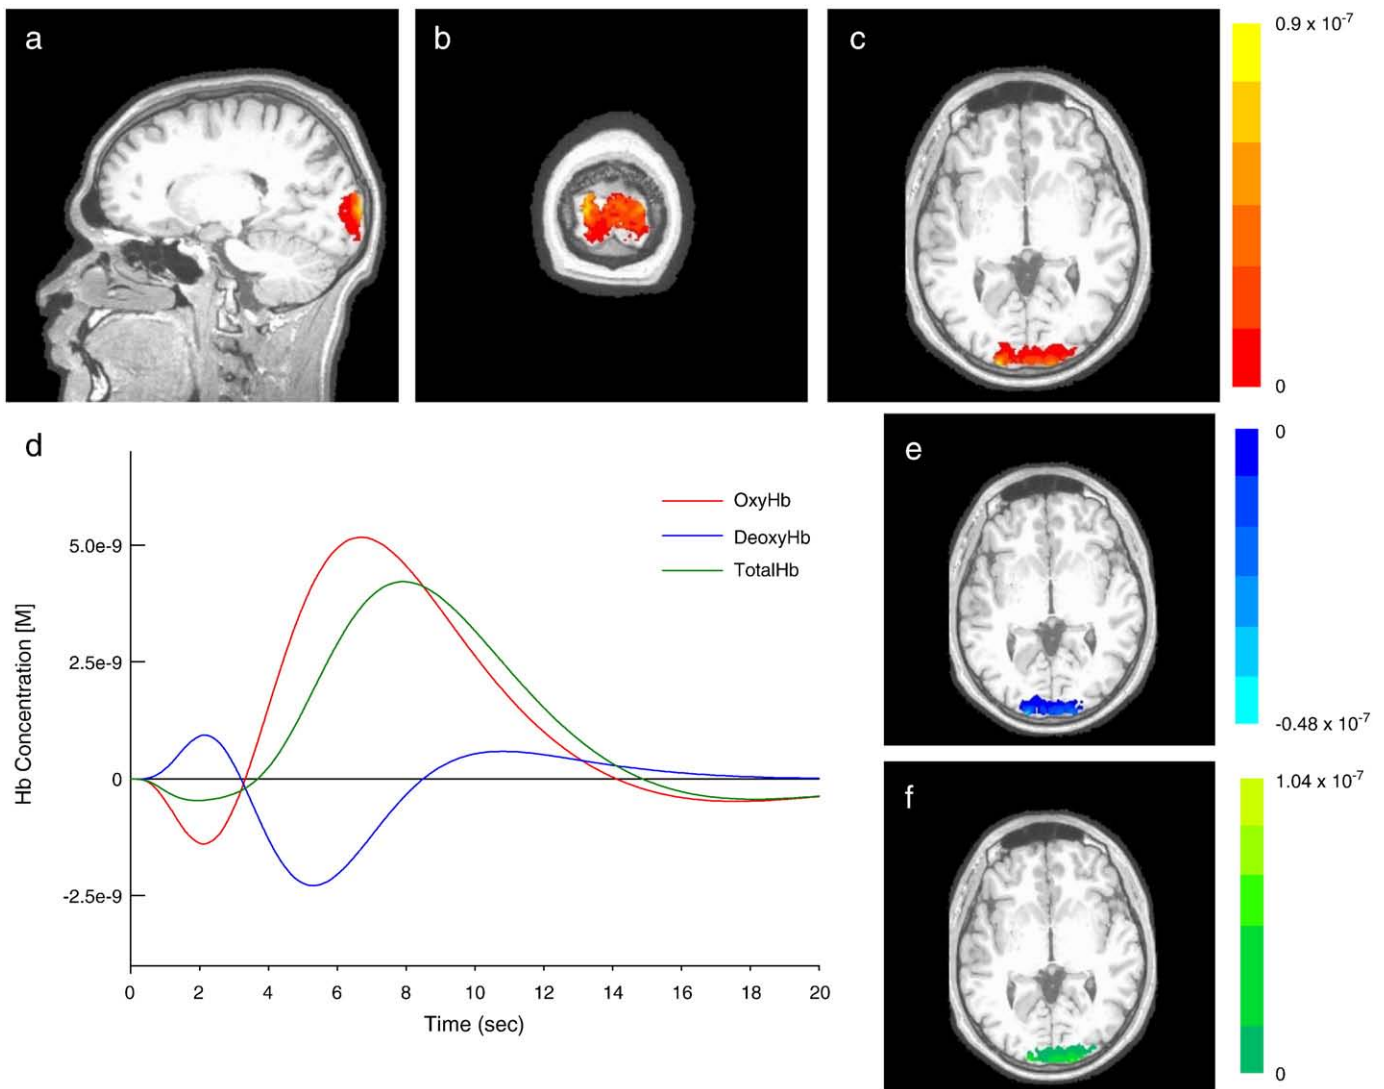 a
b
c
0.9 x 10-7
0
d
OxyHb
DeoxyHb
TotalHb
5.0e-9
2.5e-9
0
-2.5e-9
Hb Concentration [M]
0 2 4 6 8 10 12 14 16 18 20
Time (sec)
e
0
-0.48 x 10-7
f
1.04 x 10-7
0